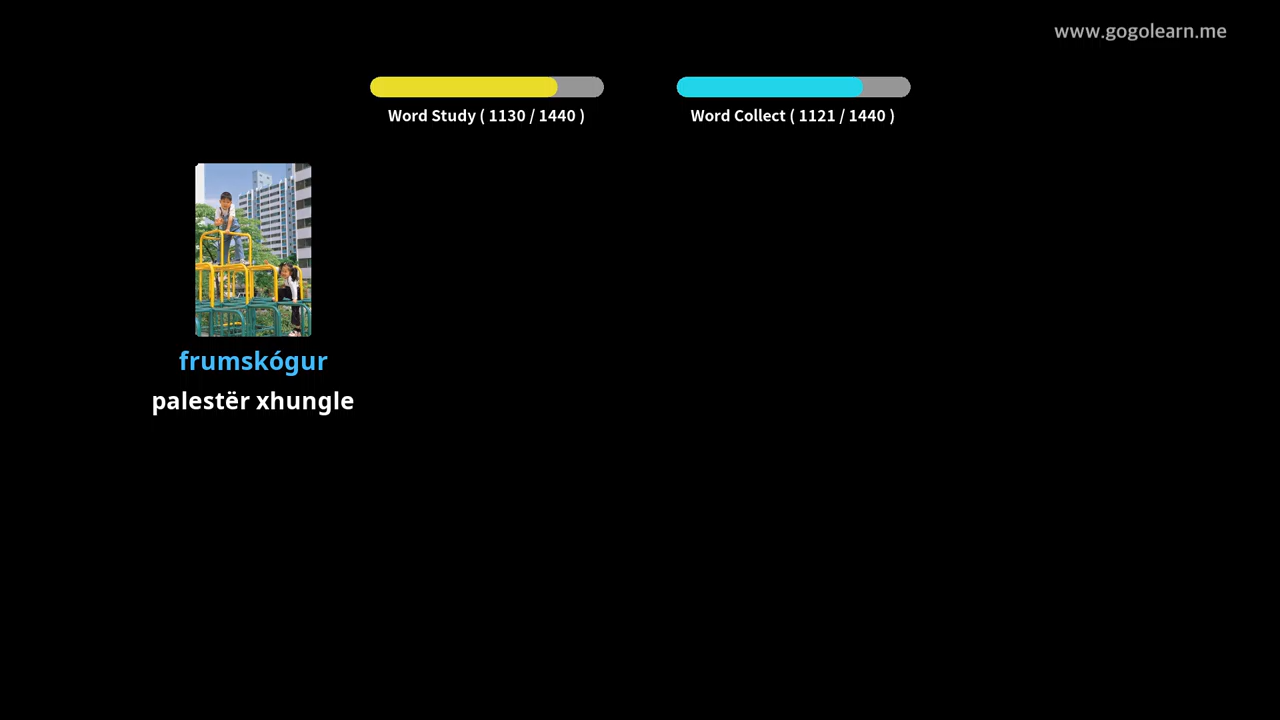 www.gogolearn.me
Word Study ( 1130 / 1440 )
Word Collect ( 1121 / 1440 )
frumskógur
palestër xhungle